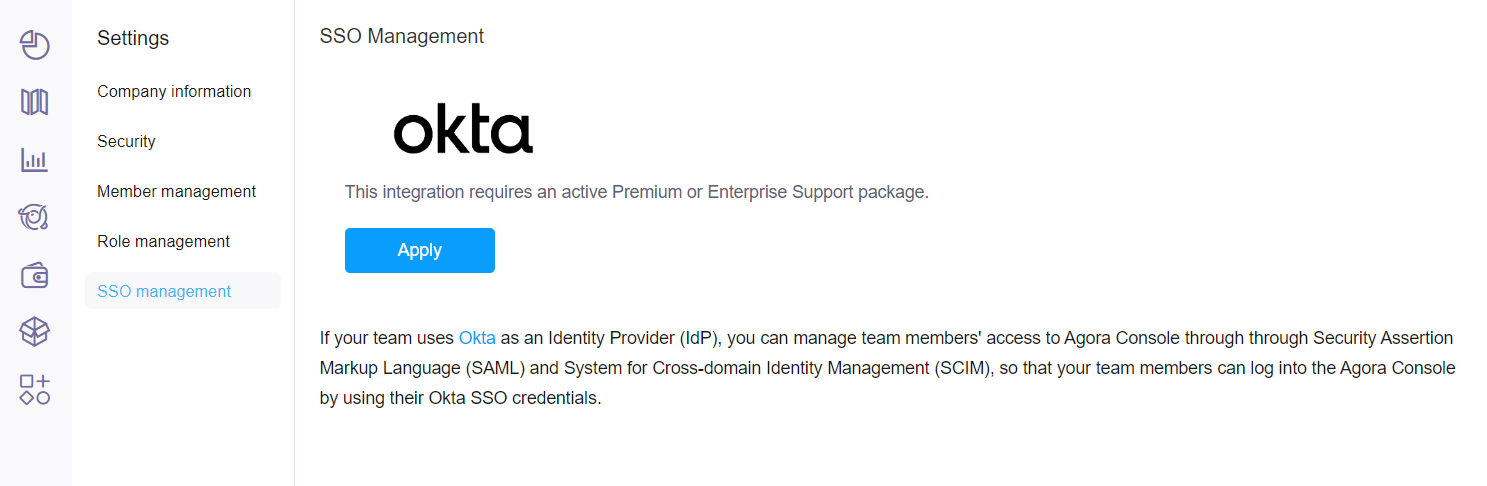 Settings
Company information
Security
Member management
Role management
SSO management
SSO Management
okta
This integration requires an active Premium or Enterprise Support package.
Apply
If your team uses Okta as an Identity Provider (IdP), you can manage team members' access to Agora Console through through Security Assertion
Markup Language (SAML) and System for Cross-domain Identity Management (SCIM), so that your team members can log into the Agora Console
by using their Okta SSO credentials.